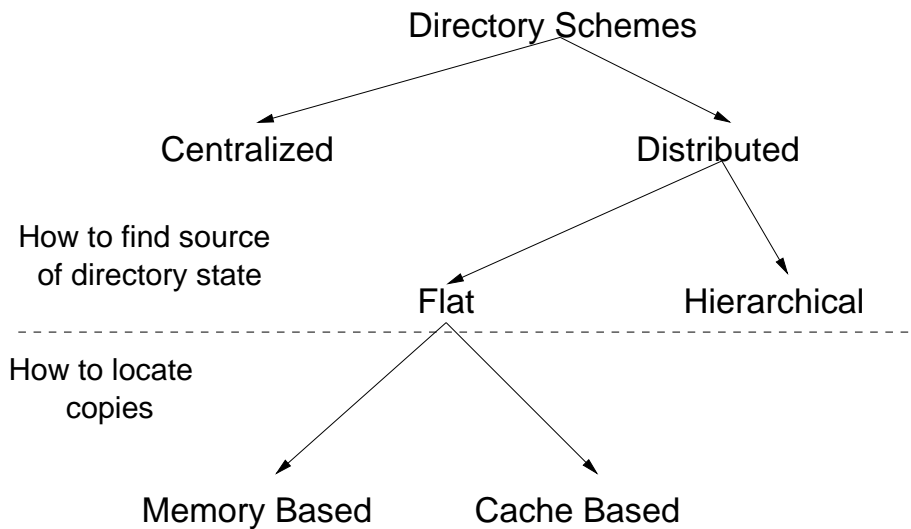 Directory Schemes
Centralized
Distributed
How to find source
of directory state
Flat
Hierarchical
How to locate
copies
Memory Based
Cache Based